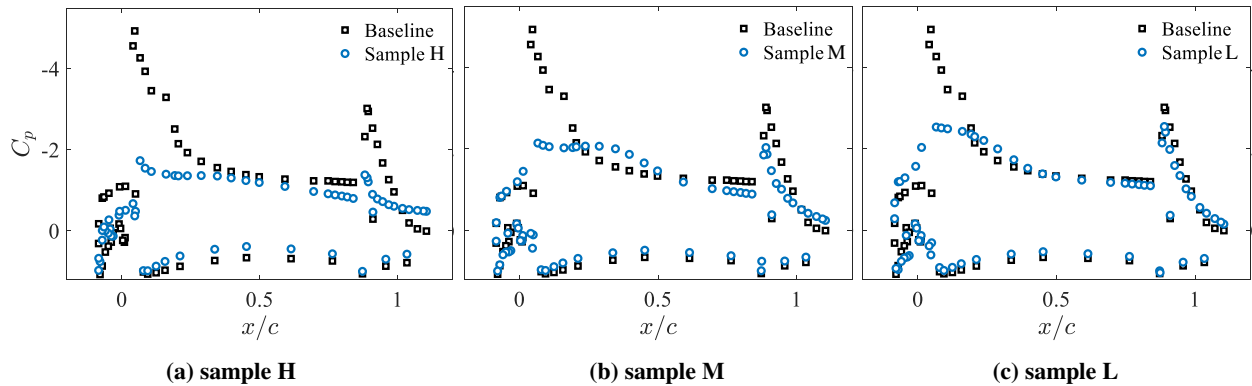 Baseline
Sample H
-4
-2
0
C_p
0
0.5
1
x/c
(a) sample H
Baseline
Sample M
0
0.5
1
x/c
(b) sample M
Baseline
Sample L
0
0.5
1
x/c
(c) sample L